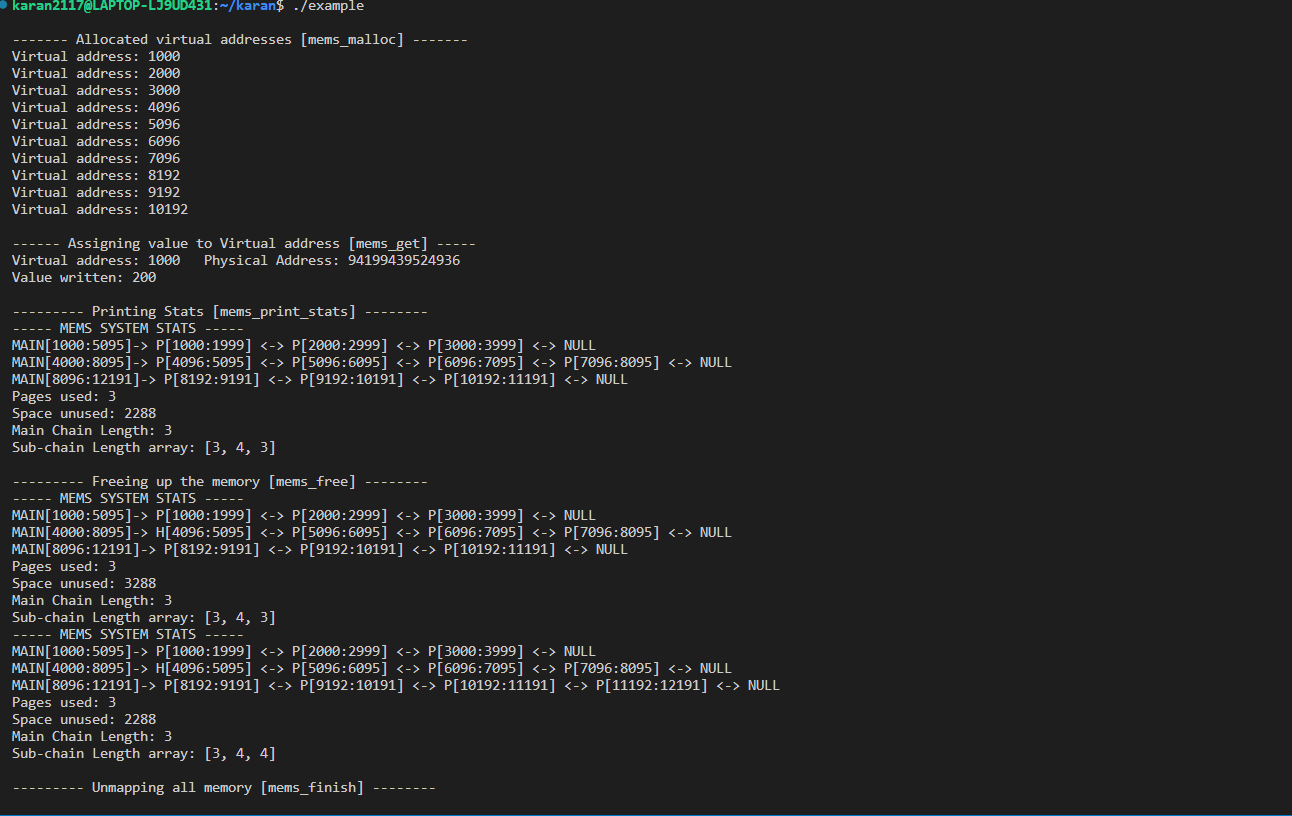 karan2117@LAPTOP-LJ9UD431:~/karan$ ./example
------- Allocated virtual addresses [mems_malloc] -------
Virtual address: 1000
Virtual address: 2000
Virtual address: 3000
Virtual address: 4096
Virtual address: 5096
Virtual address: 6096
Virtual address: 7096
Virtual address: 8192
Virtual address: 9192
Virtual address: 10192
------ Assigning value to Virtual address [mems_get] -----
Virtual address: 1000   Physical Address: 94199439524936
Value written: 200
--------- Printing Stats [mems_print_stats] --------
----- MEMS SYSTEM STATS -----
MAIN[1000:5095]-> P[1000:1999] <-> P[2000:2999] <-> P[3000:3999] <-> NULL
MAIN[4000:8095]-> P[4096:5095] <-> P[5096:6095] <-> P[6096:7095] <-> P[7096:8095] <-> NULL
MAIN[8096:12191]-> P[8192:9191] <-> P[9192:10191] <-> P[10192:11191] <-> NULL
Pages used: 3
Space unused: 2288
Main Chain Length: 3
Sub-chain Length array: [3, 4, 3]
--------- Freeing up the memory [mems_free] --------
----- MEMS SYSTEM STATS -----
MAIN[1000:5095]-> P[1000:1999] <-> P[2000:2999] <-> P[3000:3999] <-> NULL
MAIN[4000:8095]-> H[4096:5095] <-> P[5096:6095] <-> P[6096:7095] <-> P[7096:8095] <-> NULL
MAIN[8096:12191]-> P[8192:9191] <-> P[9192:10191] <-> P[10192:11191] <-> NULL
Pages used: 3
Space unused: 3288
Main Chain Length: 3
Sub-chain Length array: [3, 4, 3]
----- MEMS SYSTEM STATS -----
MAIN[1000:5095]-> P[1000:1999] <-> P[2000:2999] <-> P[3000:3999] <-> NULL
MAIN[4000:8095]-> H[4096:5095] <-> P[5096:6095] <-> P[6096:7095] <-> P[7096:8095] <-> NULL
MAIN[8096:12191]-> P[8192:9191] <-> P[9192:10191] <-> P[10192:11191] <-> P[11192:12191] <-> NULL
Pages used: 3
Space unused: 2288
Main Chain Length: 3
Sub-chain Length array: [3, 4, 4]
--------- Unmapping all memory [mems_finish] --------